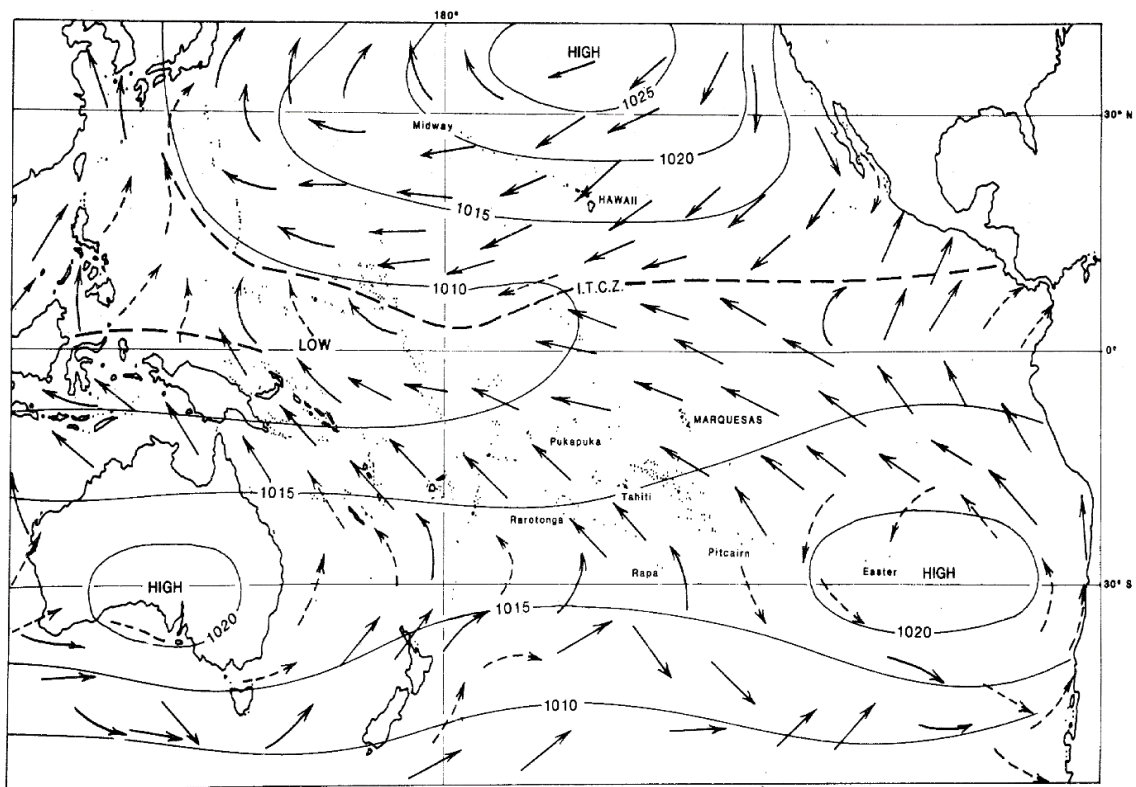 180°
HIGH
1025
30° N
Midway
1020
HAWAII
1015
I.T.C.Z.
1010
LOW
0°
MARQUESAS
Pukapuka
1015
Tahiti
Rarotonga
Pitcairn
HIGH
Rapa
Easter
HIGH
30° S
1015
1020
1020
1010